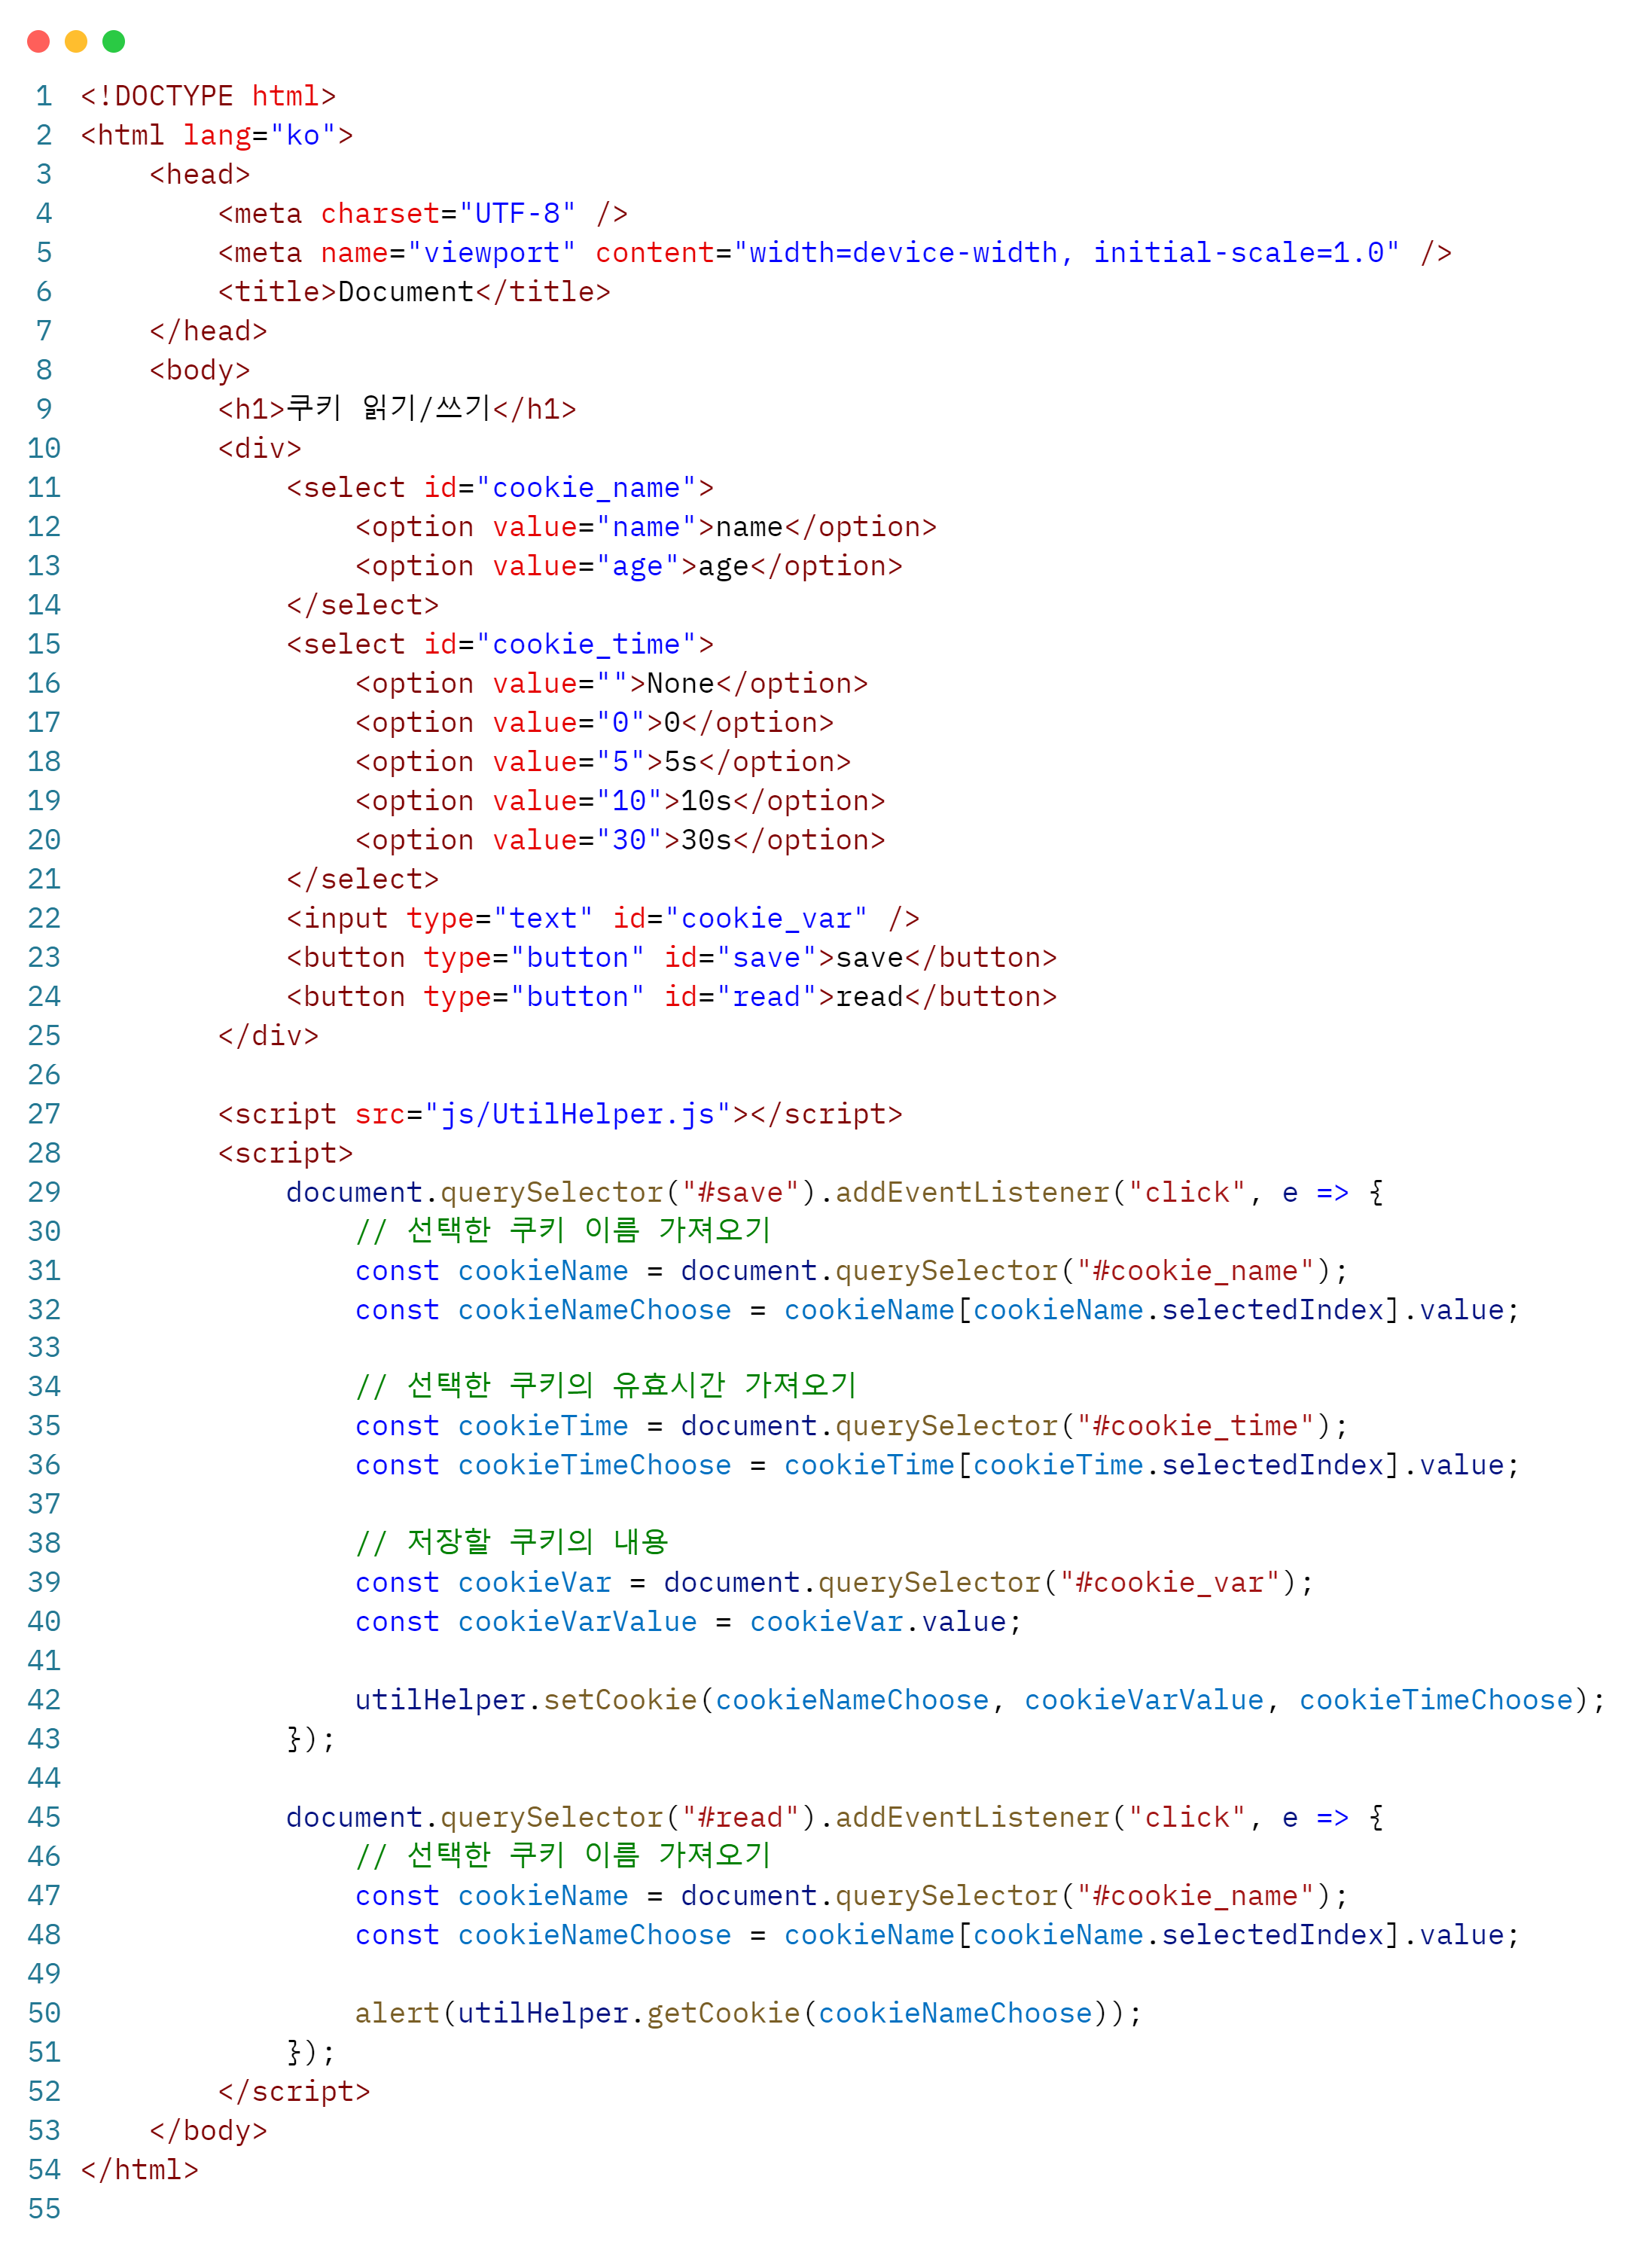 1 <!DOCTYPE html>
2 <html lang="ko">
3     <head>
4         <meta charset="UTF-8" />
5         <meta name="viewport" content="width=device-width, initial-scale=1.0" />
6         <title>Document</title>
7     </head>
8     <body>
9         <h1>쿠키 읽기/쓰기</h1>
10         <div>
11             <select id="cookie_name">
12                 <option value="name">name</option>
13                 <option value="age">age</option>
14             </select>
15             <select id="cookie_time">
16                 <option value="">None</option>
17                 <option value="0">0</option>
18                 <option value="5">5s</option>
19                 <option value="10">10s</option>
20                 <option value="30">30s</option>
21             </select>
22             <input type="text" id="cookie_var" />
23             <button type="button" id="save">save</button>
24             <button type="button" id="read">read</button>
25         </div>
26
27         <script src="js/UtilHelper.js"></script>
28         <script>
29             document.querySelector("#save").addEventListener("click", e => {
30                 // 선택한 쿠키 이름 가져오기
31                 const cookieName = document.querySelector("#cookie_name");
32                 const cookieNameChoose = cookieName[cookieName.selectedIndex].value;
33
34                 // 선택한 쿠키의 유효시간 가져오기
35                 const cookieTime = document.querySelector("#cookie_time");
36                 const cookieTimeChoose = cookieTime[cookieTime.selectedIndex].value;
37
38                 // 저장할 쿠키의 내용
39                 const cookieVar = document.querySelector("#cookie_var");
40                 const cookieVarValue = cookieVar.value;
41
42                 utilHelper.setCookie(cookieNameChoose, cookieVarValue, cookieTimeChoose);
43             });
44
45             document.querySelector("#read").addEventListener("click", e => {
46                 // 선택한 쿠키 이름 가져오기
47                 const cookieName = document.querySelector("#cookie_name");
48                 const cookieNameChoose = cookieName[cookieName.selectedIndex].value;
49
50                 alert(utilHelper.getCookie(cookieNameChoose));
51             });
52         </script>
53     </body>
54 </html>
55